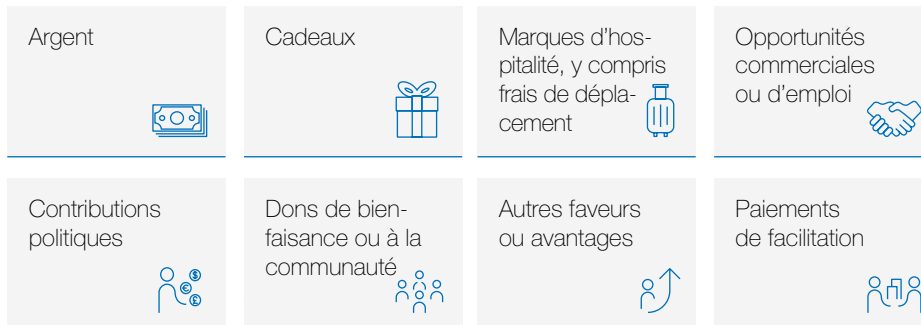 Argent
Cadeaux
Marques d’hos-
pitalité, y compris
frais de dépla-
cement
Opportunités
commerciales
ou d’emploi
Contributions
politiques
$
€
£
Dons de bien-
faisance ou à la
communauté
Autres faveurs
ou avantages
Paiements
de facilitation